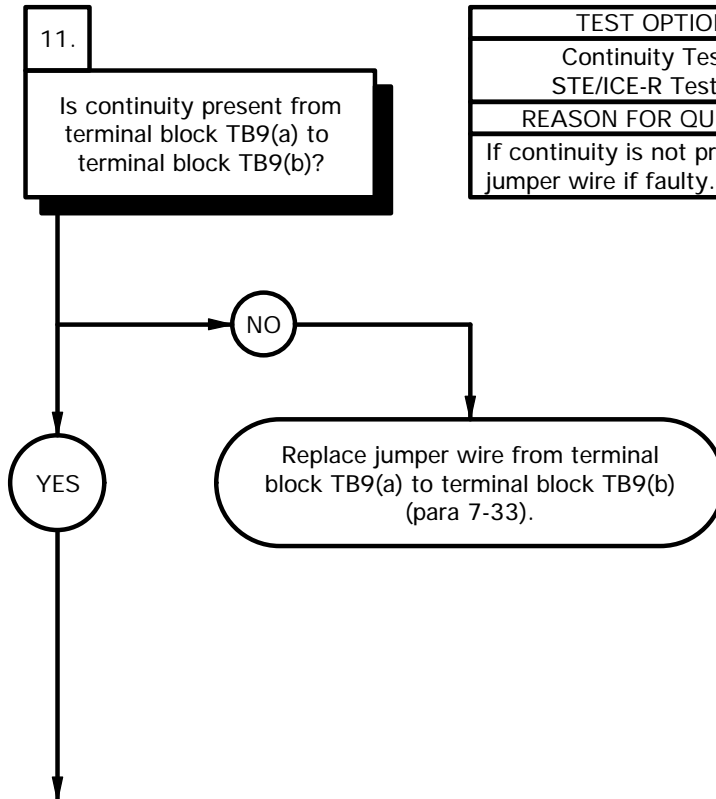 11.
Is continuity present from
terminal block TB9(a) to
terminal block TB9(b)?
TEST OPTION
Continuity Tes
STE/ICE-R Test
REASON FOR QU
If continuity is not pr
jumper wire if faulty.
NO
YES
Replace jumper wire from terminal
block TB9(a) to terminal block TB9(b)
(para 7-33).